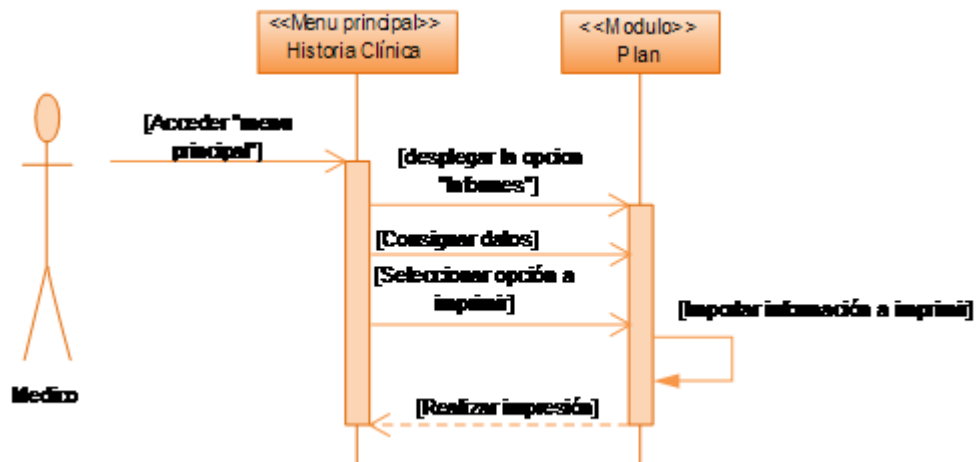 <<Menu principal>>
Historia Clínica
<<Modulo>>
Plan
[Acceder "menu
principal"]
[desplegar la opcion
"Informes"]
[Consignar datos]
[Seleccionar opción a
imprimir]
[Importar información a imprimir]
[Realizar impresión]
Medico